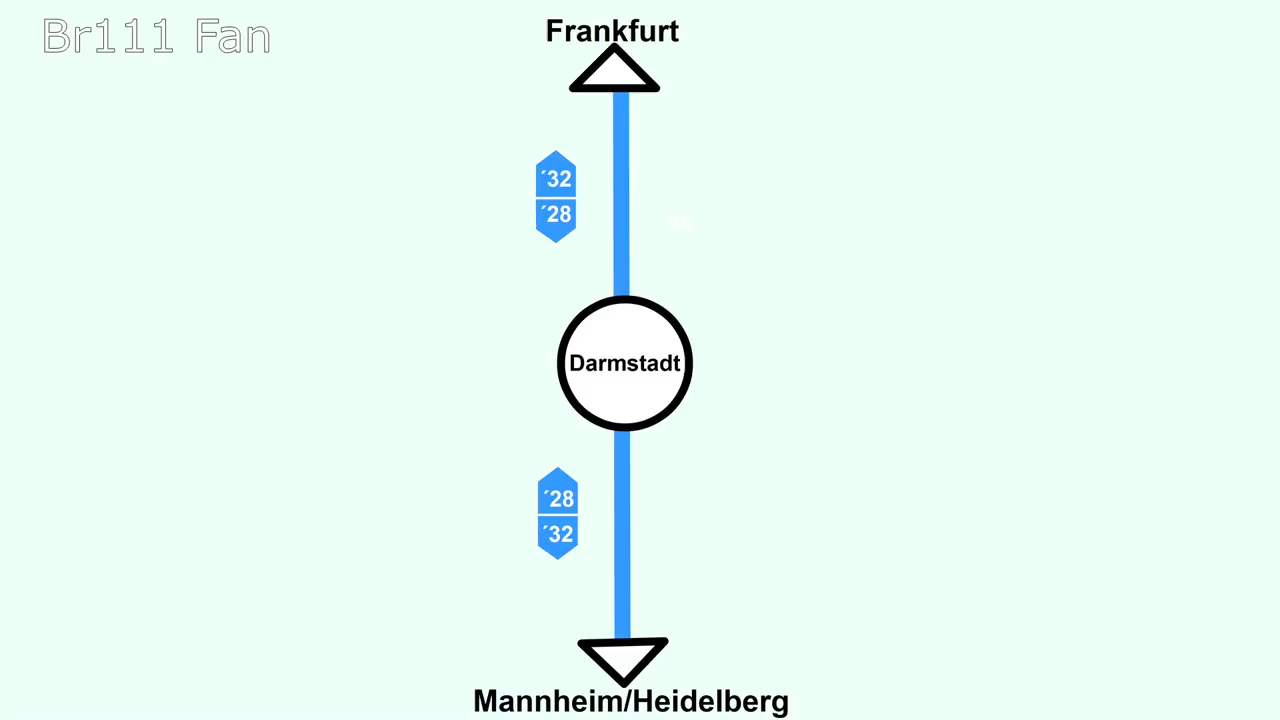 Br111 Fan
Frankfurt
´32
´28
Darmstadt
´28
´32
Mannheim/Heidelberg